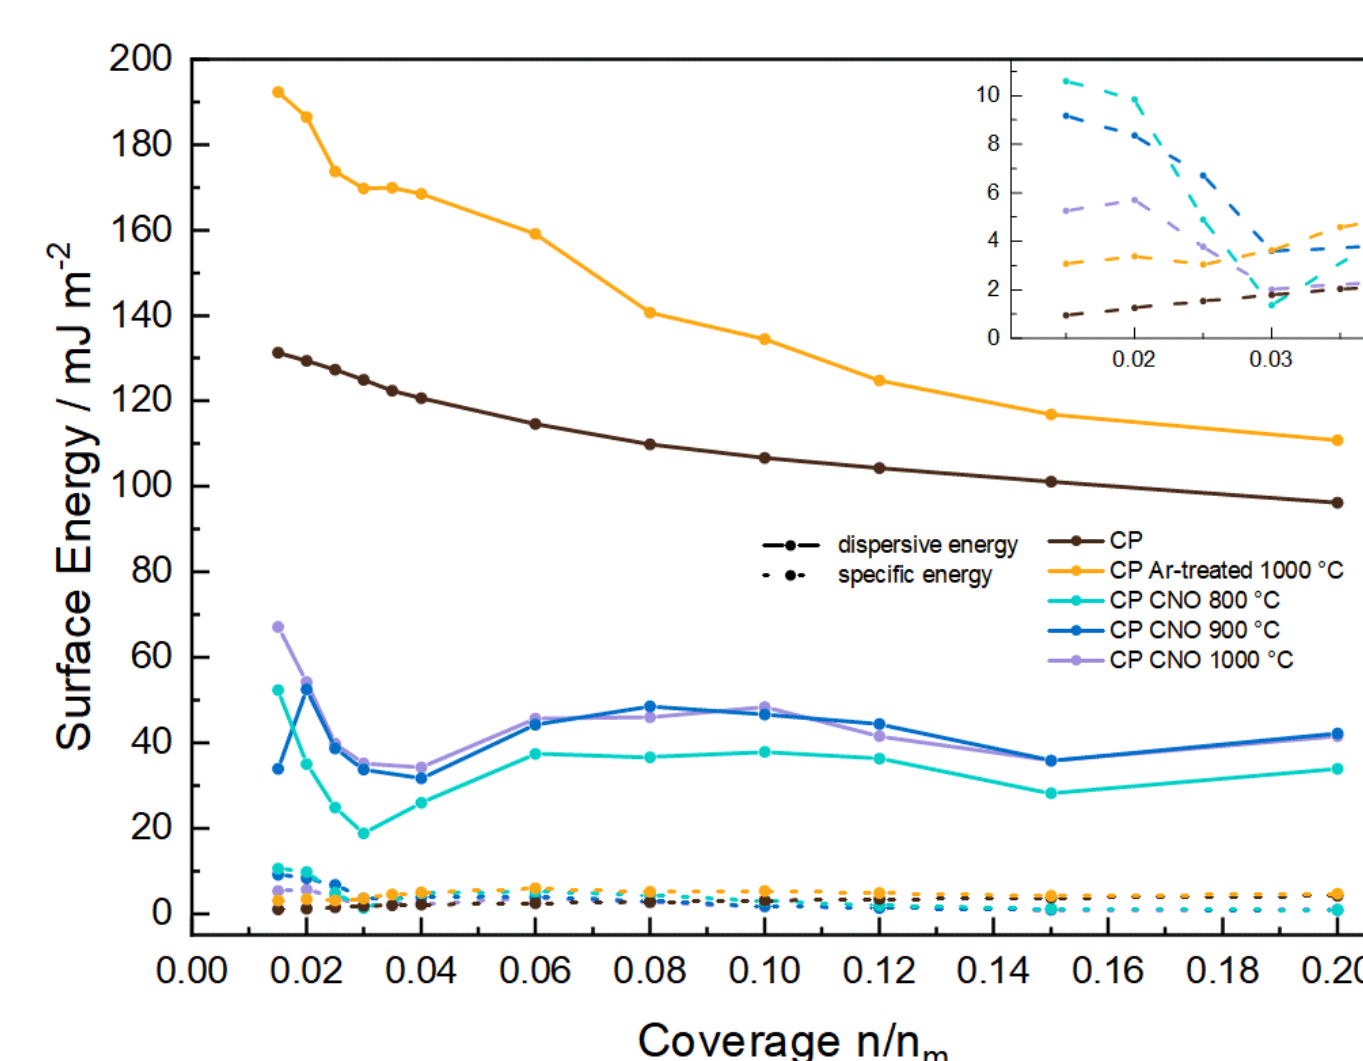 200
180
160
140
120
100
80
60
40
20
0
Surface Energy / mJ m-2
10
8
6
4
2
0
0.02 0.03
dispersive energy
specific energy
CP
CP Ar-treated 1000 °C
CP CNO 800 °C
CP CNO 900 °C
CP CNO 1000 °C
0.00 0.02 0.04 0.06 0.08 0.10 0.12 0.14 0.16 0.18 0.20
Coverage n/nm